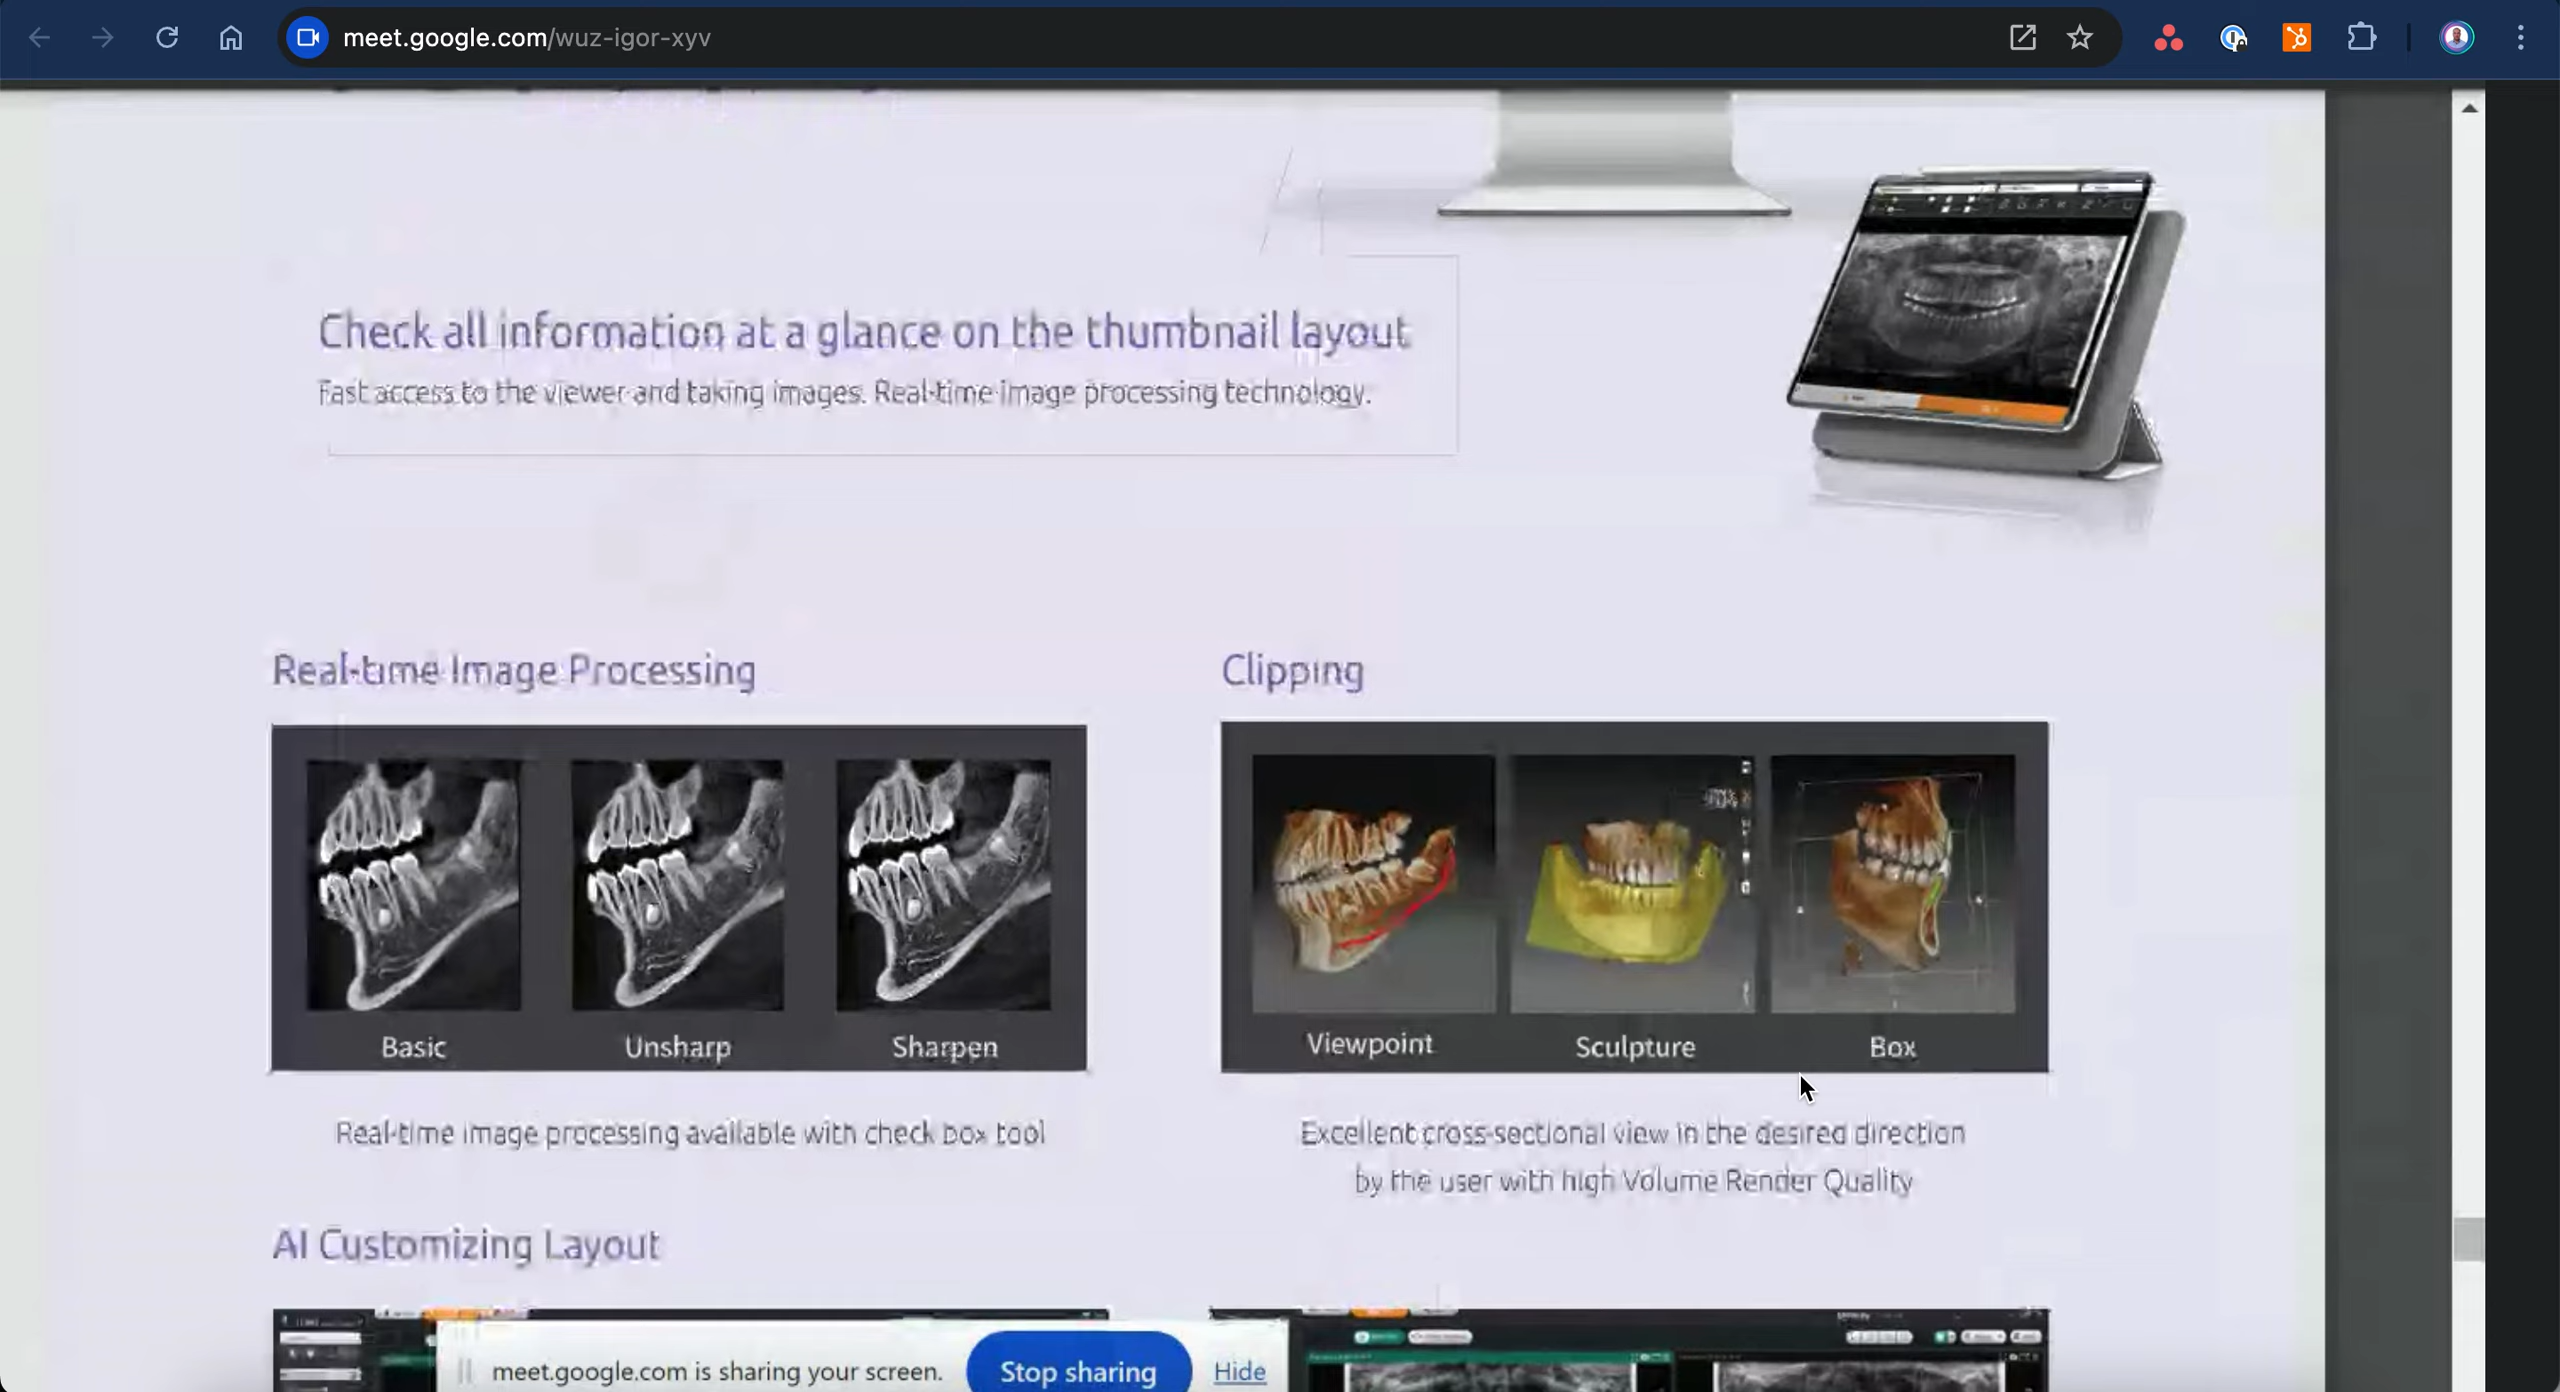 meet.google.com/wuz-igor-xyv
Check all information at a glance on the thumbnail layout
Fast access to the viewer and taking images. Real-time image processing technology.
Real-time Image Processing
Clipping
Basic
Unsharp
Sharpen
Viewpoint
Sculpture
Box
Real-time image processing available with check box tool
Excellent cross-sectional view in the desired direction
by the user with high Volume Render Quality
AI Customizing Layout
meet.google.com is sharing your screen.
Stop sharing
Hide